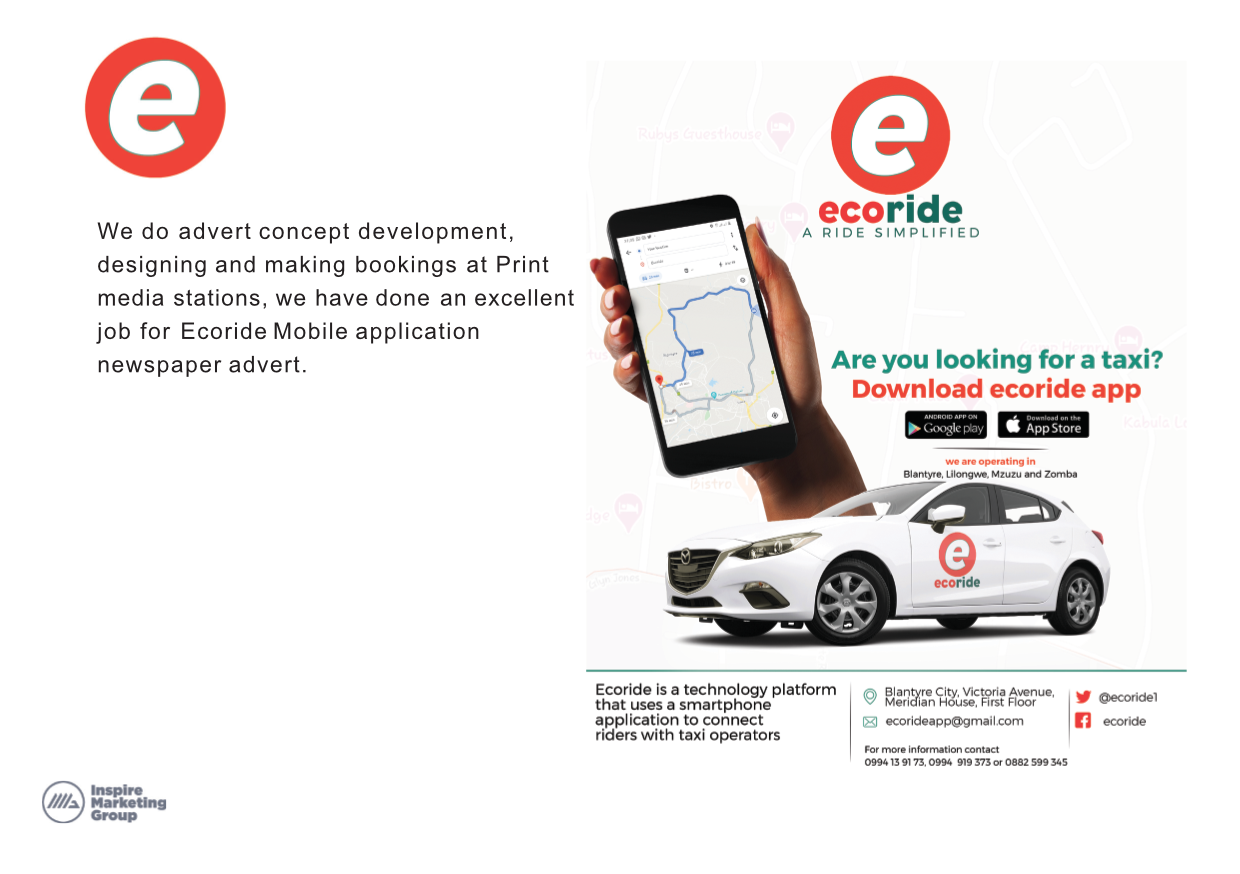 e
We do advert concept development,
designing and making bookings at Print
media stations, we have done an excellent
job for Ecoride Mobile application
newspaper advert.
Inspire
Marketing
Group
Rubys Guesthouse
e
ecoride
A RIDE SIMPLIFIED
Are you looking for a taxi?
Download ecoride app
ANDROID APP ON
Google play
Download on the
App Store
we are operating in
Blantyre, Lilongwe, Mzuzu and Zomba
Bistro
e
ecoride
Ecoride is a technology platform
that uses a smartphone
application to connect
riders with taxi operators
Blantyre City, Victoria Avenue,
Meridian House, First Floor
ecorideapp@gmail.com
For more information contact
0994 13 91 73, 0994 919 373 or 0882 599 345
@ecoride1
ecoride